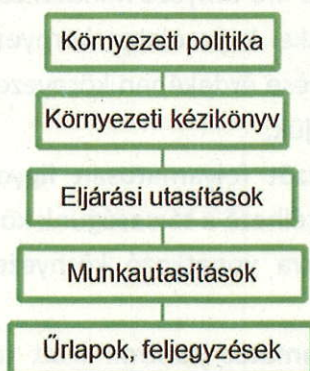 Környezeti politika
Környezeti kézikönyv
Eljárási utasítások
Munkautasítások
Űrlapok, feljegyzések